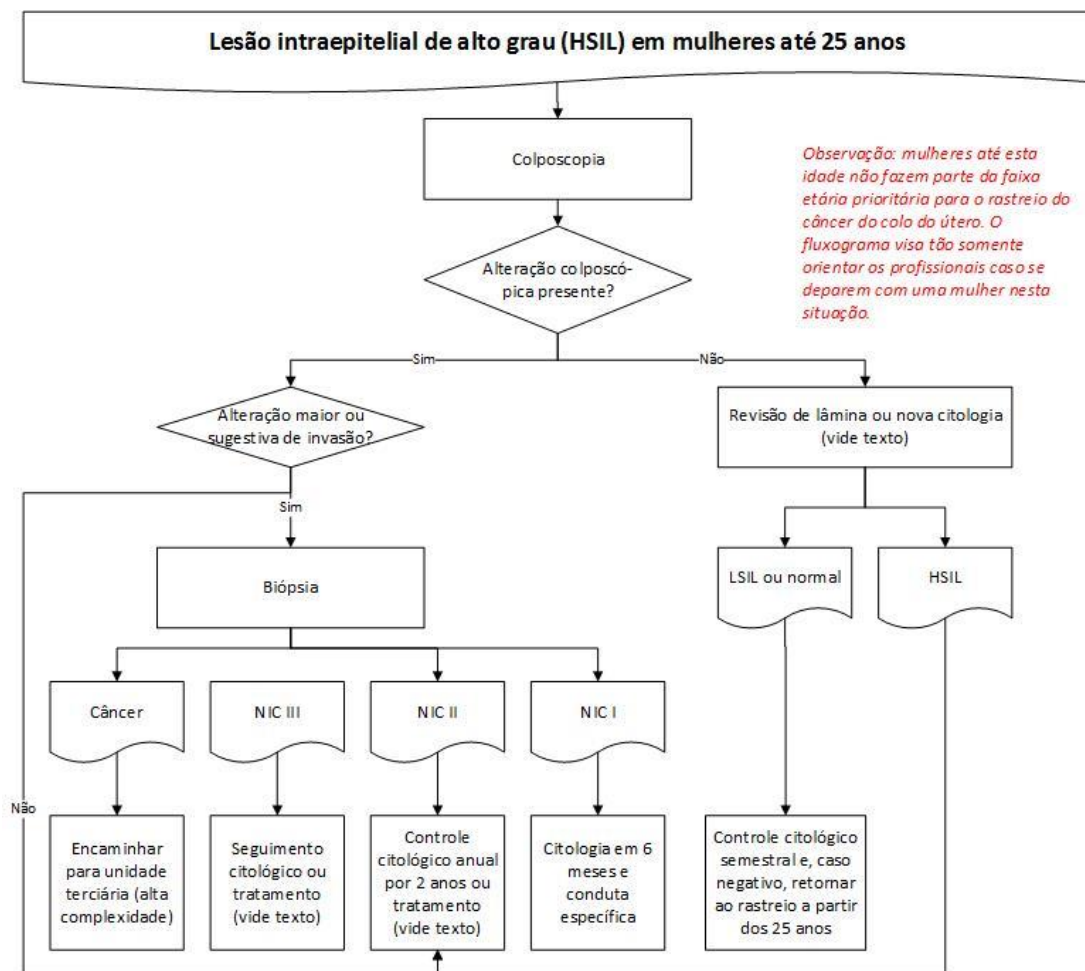 Lesão intraepitelial de alto grau (HSIL) em mulheres até 25 anos
Colposcopia
Observação: mulheres até esta
idade não fazem parte da faixa
etária prioritária para o rastreio do
câncer do colo do útero. O
fluxograma visa tão somente
orientar os profissionais caso se
deparem com uma mulher nesta
situação.
Alteração colposcó-
pica presente?
Sim
Não
Alteração maior ou
sugestiva de invasão?
Revisão de lâmina ou nova citologia
(vide texto)
Sim
Biópsia
LSIL ou normal
HSIL
Câncer
NIC III
NIC II
NIC I
Não
Encaminhar
para unidade
terciária (alta
complexidade)
Seguimento
citológico ou
tratamento
(vide texto)
Controle
citológico anual
por 2 anos ou
tratamento
(vide texto)
Citologia em 6
meses e
conduta
específica
Controle citológico
semestral e, caso
negativo, retornar
ao rastreio a partir
dos 25 anos